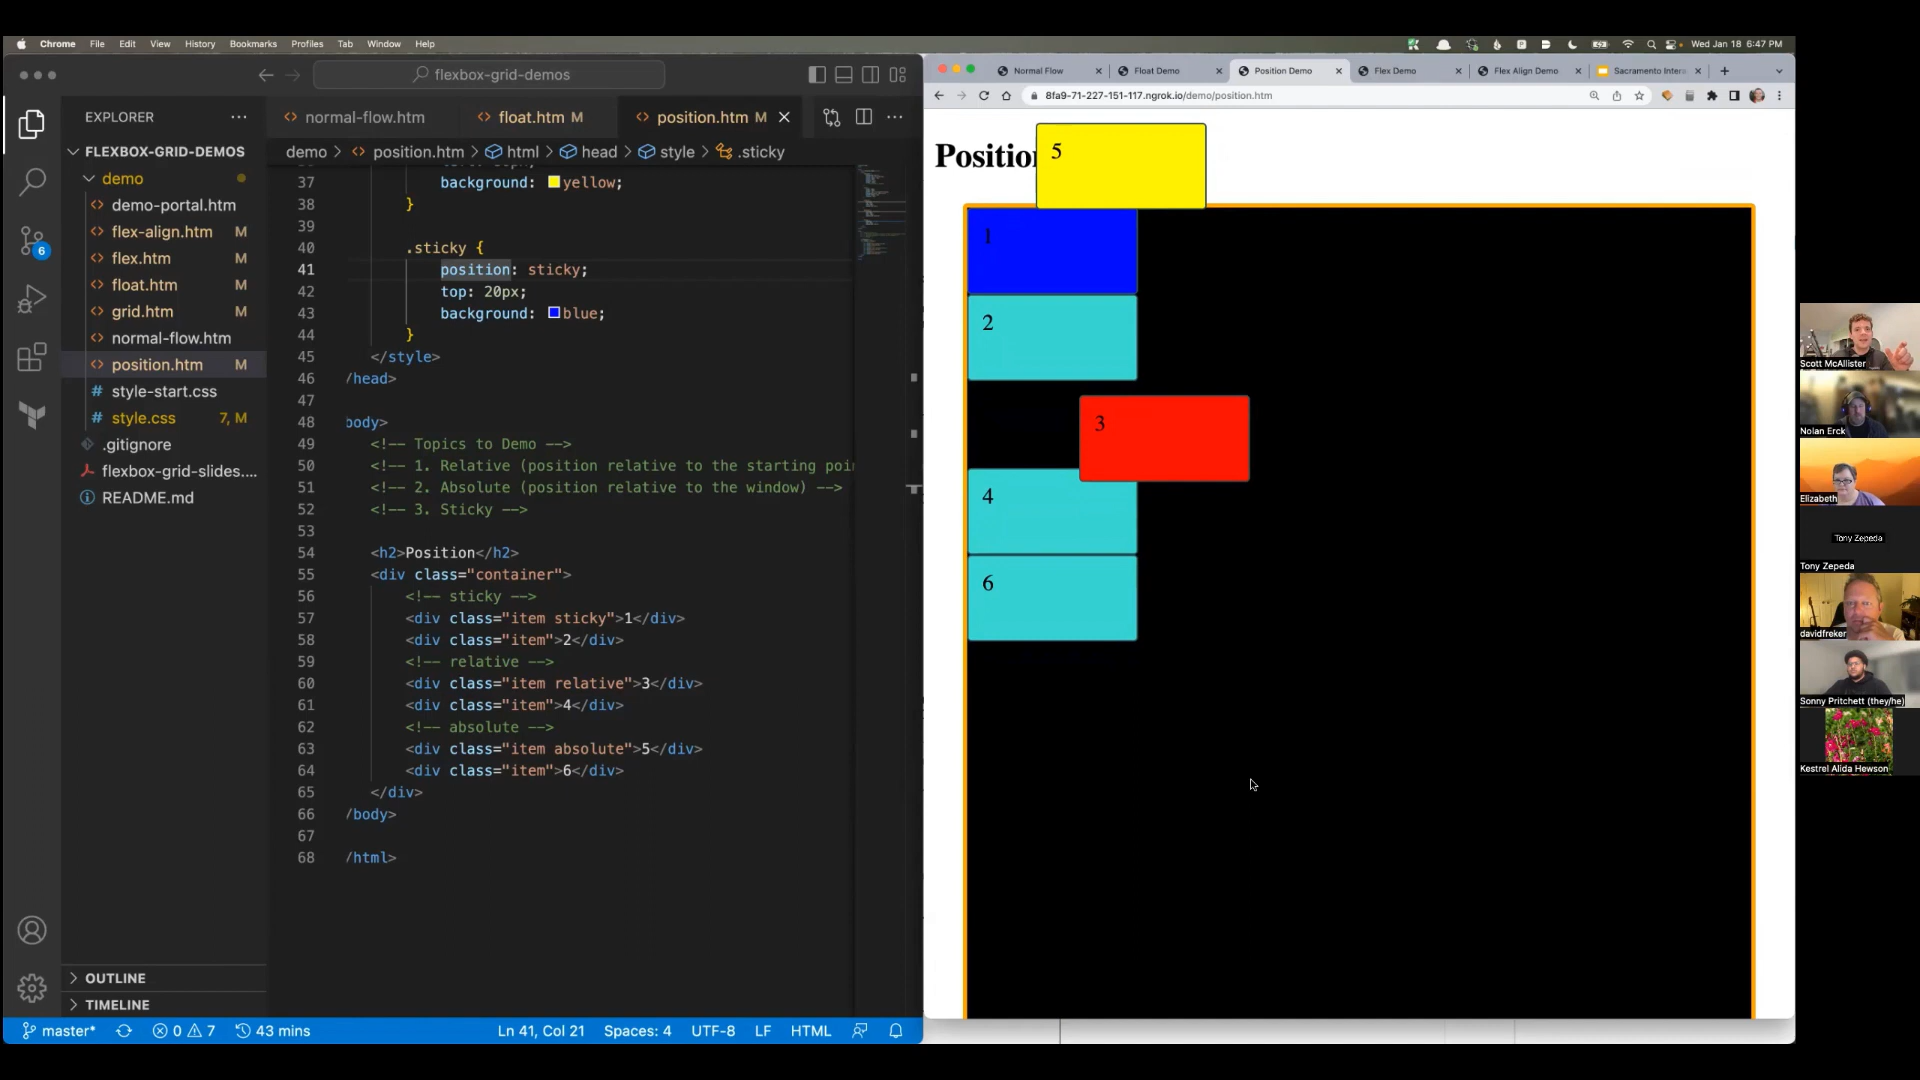 Chrome File Edit View History Bookmarks Profiles Tab Window Help
Wed Jan 18 6:47 PM
flexbox-grid-demos
EXPLORER
FLEXBOX-GRID-DEMOS
demo
demo-portal.htm
flex-align.htm M
flex.htm M
float.htm M
grid.htm M
normal-flow.htm
position.htm M
style-start.css
style.css 7, M
.gitignore
flexbox-grid-slides....
README.md
OUTLINE
TIMELINE
6
normal-flow.htm
float.htm M
position.htm M
demo > position.htm > html > head > style > .sticky
37 background: yellow;
38 }
39
40 .sticky {
41 position: sticky;
42 top: 20px;
43 background: blue;
44 }
45 </style>
46 /head>
47
48 body>
49 <!-- Topics to Demo -->
50 <!-- 1. Relative (position relative to the starting poi
51 <!-- 2. Absolute (position relative to the window) -->
52 <!-- 3. Sticky -->
53
54 <h2>Position</h2>
55 <div class="container">
56 <!-- sticky -->
57 <div class="item sticky">1</div>
58 <div class="item">2</div>
59 <!-- relative -->
60 <div class="item relative">3</div>
61 <div class="item">4</div>
62 <!-- absolute -->
63 <div class="item absolute">5</div>
64 <div class="item">6</div>
65 </div>
66 /body>
67
68 /html>
master* 0 7 43 mins Ln 41, Col 21 Spaces: 4 UTF-8 LF HTML
Normal Flow
Float Demo
Position Demo
Flex Demo
Flex Align Demo
Sacramento Inter
8fa9-71-227-151-117.ngrok.io/demo/position.htm
Position
5
1
2
3
4
6
Scott McAllister
Nolan Erck
Elizabeth
Tony Zepeda
Tony Zepeda
davidfreker
Sonny Pritchett (they/he)
Kestrel Alida Hewson